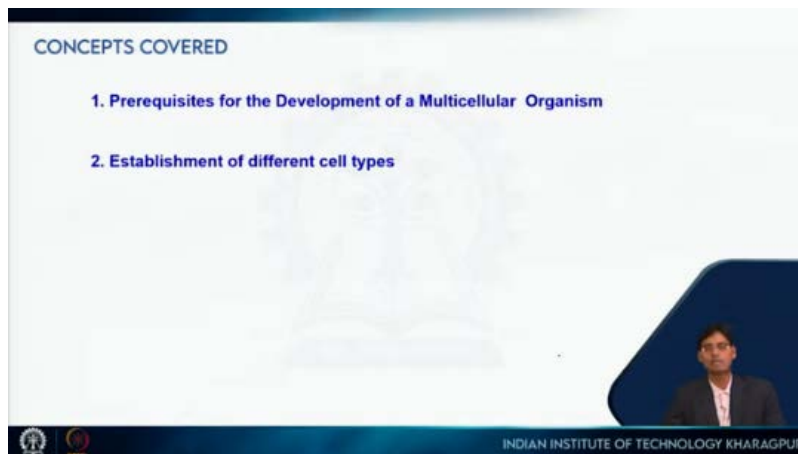 CONCEPTS COVERED
1. Prerequisites for the Development of a Multicellular Organism
2. Establishment of different cell types
INDIAN INSTITUTE OF TECHNOLOGY KHARAGPUR